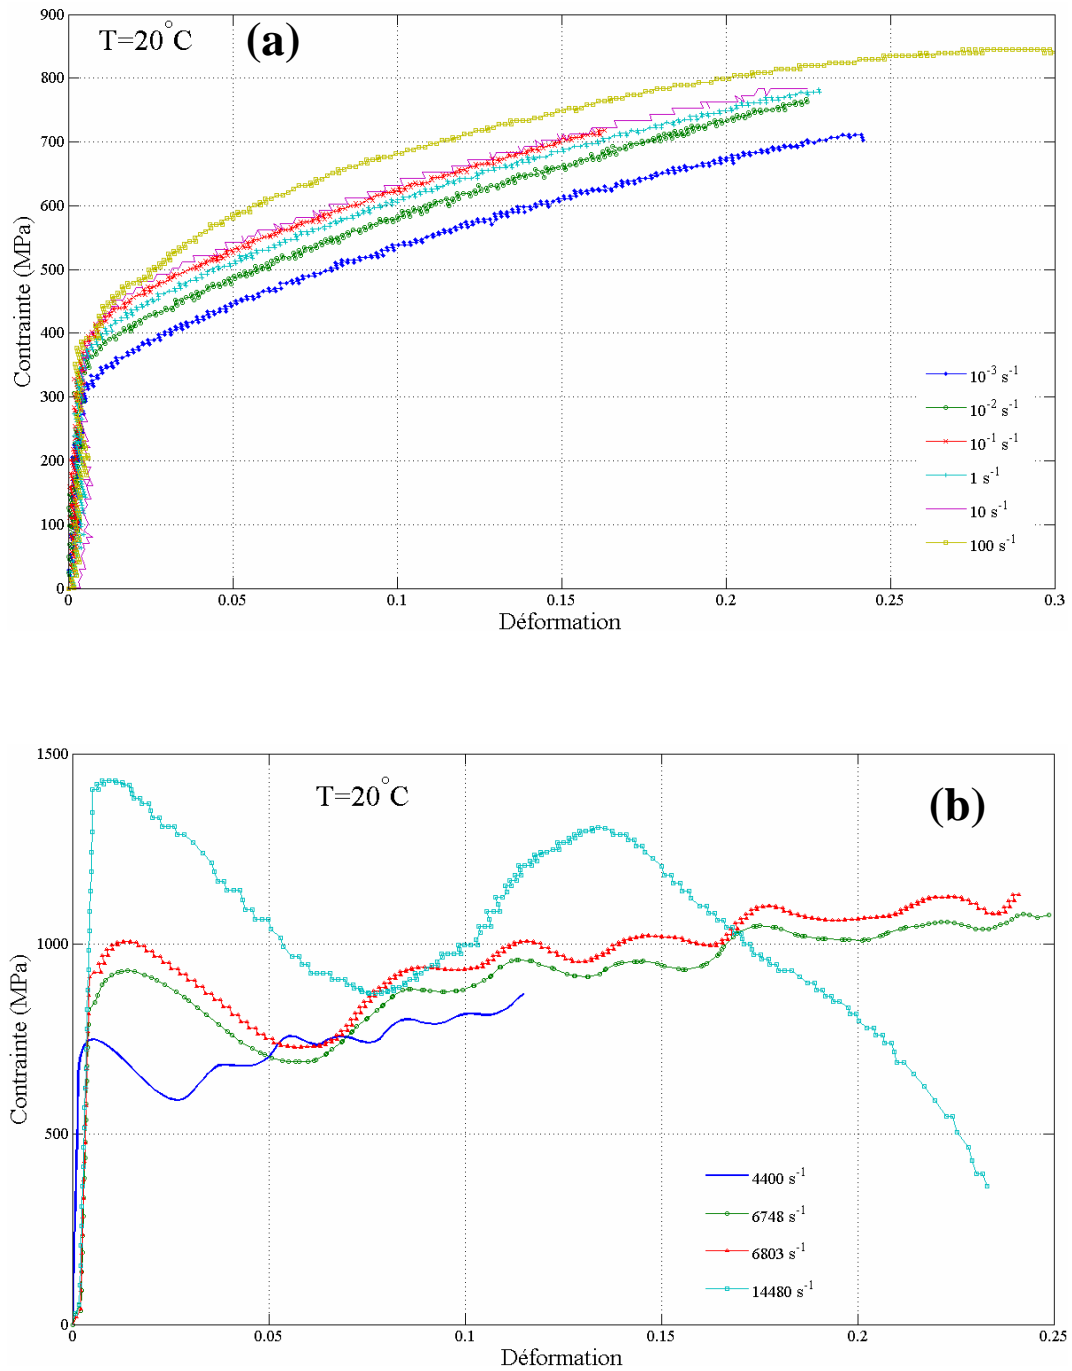 T=20°C (a)
900
800
700
600
500
400
300
200
100
0
Contrainte (MPa)
10⁻³ s⁻¹
10⁻² s⁻¹
10⁻¹ s⁻¹
1 s⁻¹
10 s⁻¹
100 s⁻¹
0 0.05 0.1 0.15 0.2 0.25 0.3
Déformation
T=20°C (b)
1500
1000
500
0
Contrainte (MPa)
4400 s⁻¹
6748 s⁻¹
6803 s⁻¹
14480 s⁻¹
0 0.05 0.1 0.15 0.2 0.25
Déformation